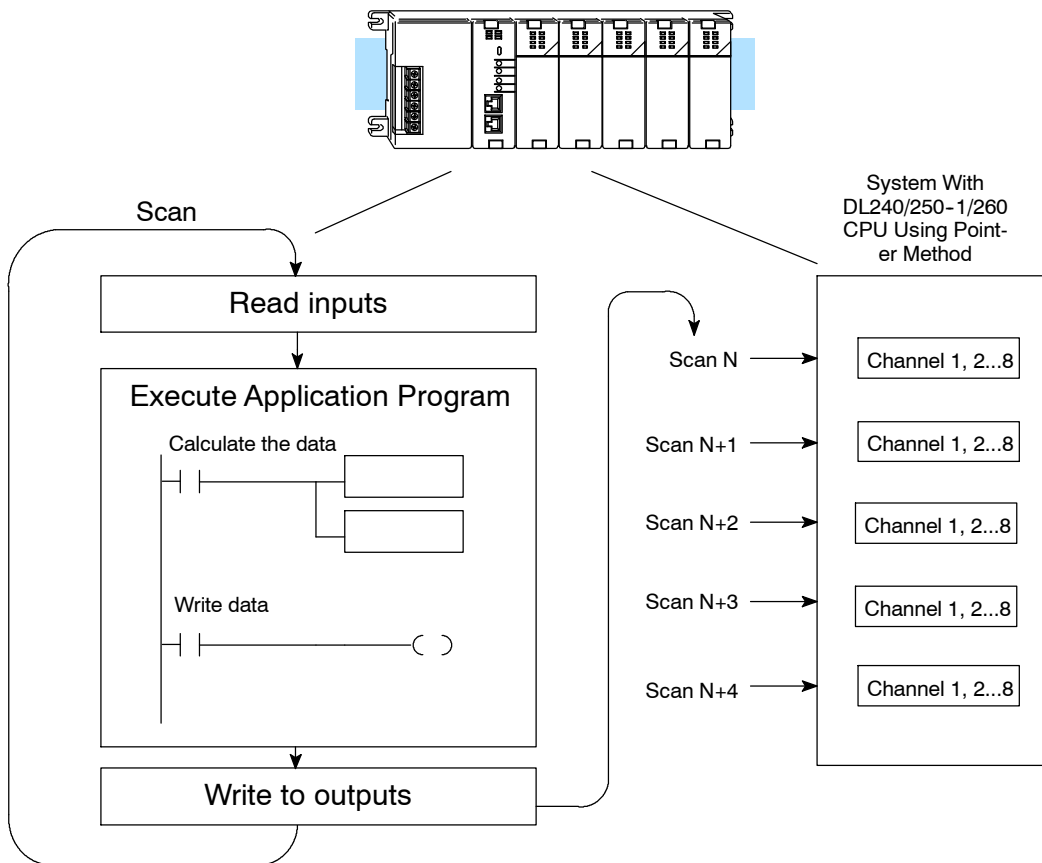 System With
DL240/250-1/260
CPU Using Point-
er Method
Scan
Read inputs
Execute Application Program
Calculate the data
Write data
Write to outputs
Scan N
Channel 1, 2...8
Scan N+1
Channel 1, 2...8
Scan N+2
Channel 1, 2...8
Scan N+3
Channel 1, 2...8
Scan N+4
Channel 1, 2...8